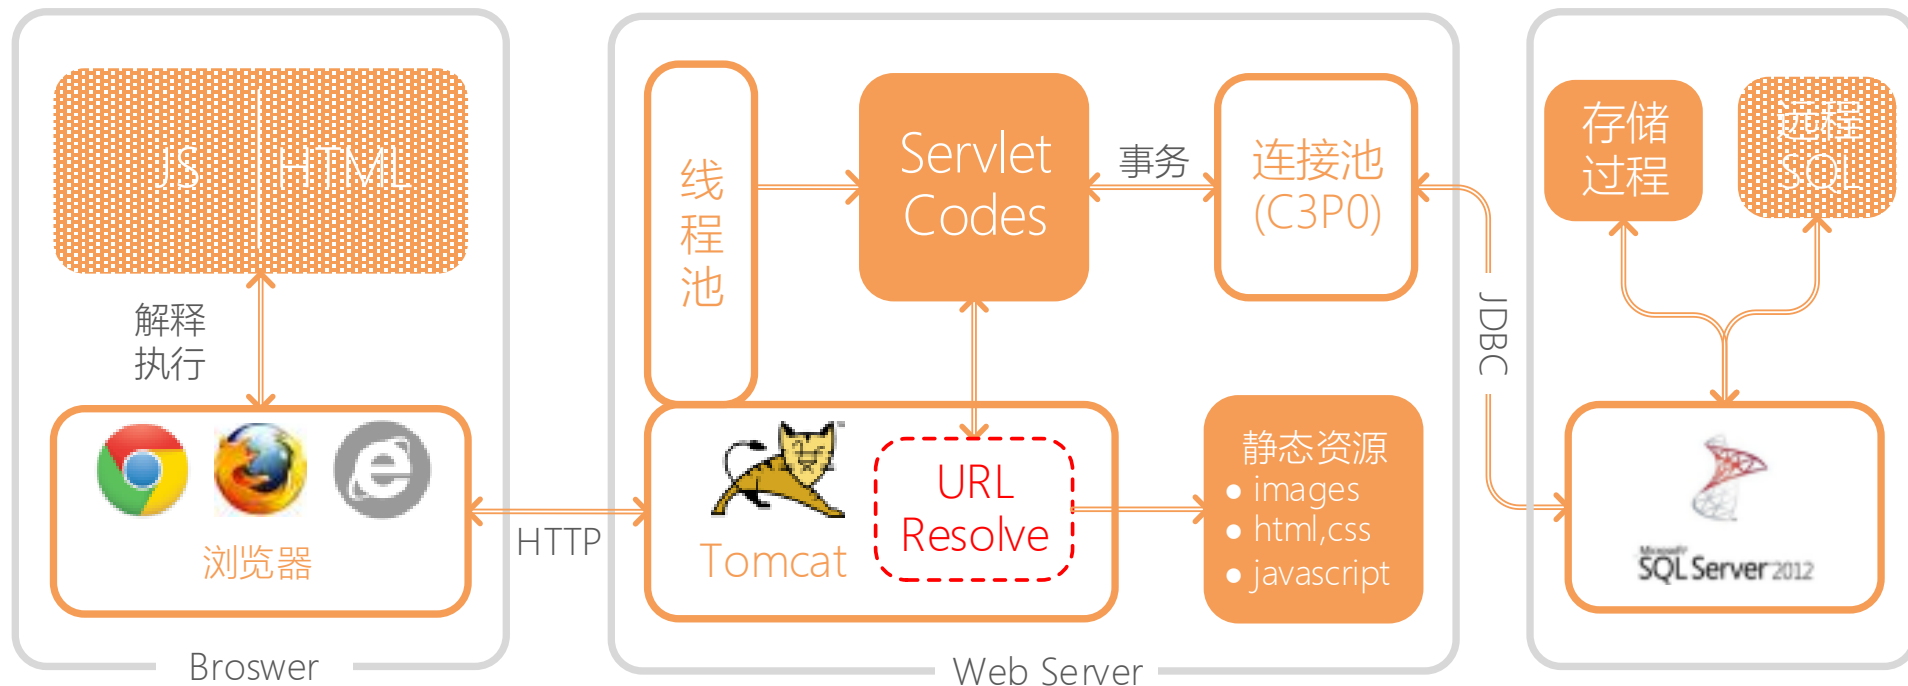 JS
HTML
解释
执行
浏览器
Broswer
HTTP
线
程
池
Servlet
Codes
事务
连接池
(C3P0)
Tomcat
URL
Resolve
静态资源
● images
● html,css
● javascript
Web Server
JDBC
存储
过程
远程
SQL
Microsoft
SQL Server 2012